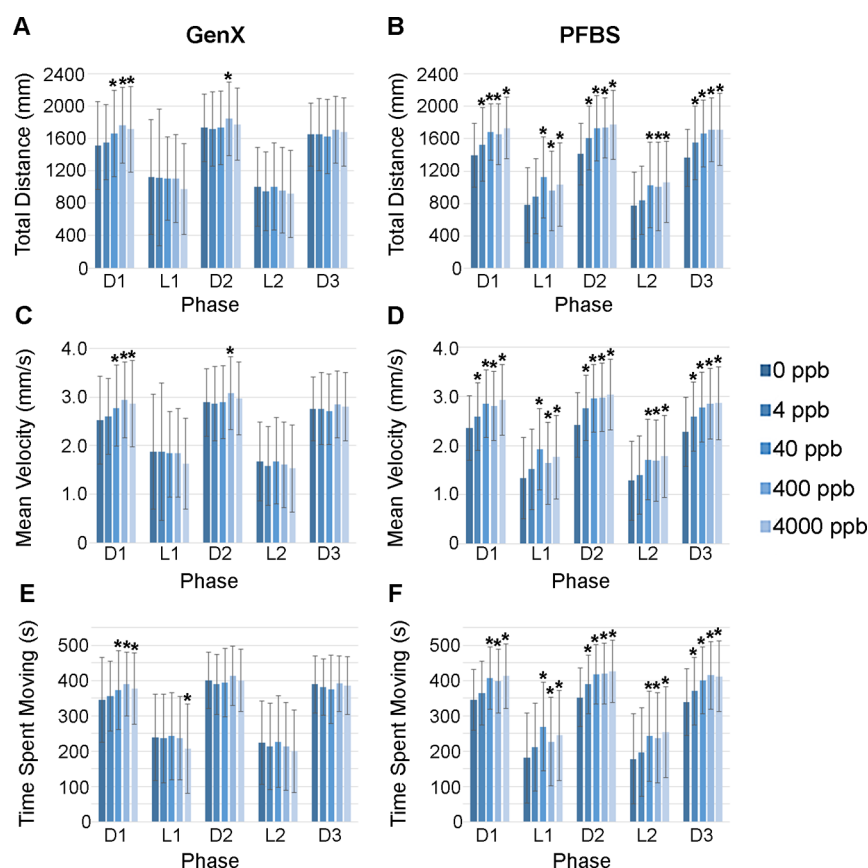 A GenX
B PFBS
Total Distance (mm)
2400
2000
1600
1200
800
400
0
* ** *
D1 L1 D2 L2 D3
Phase
Total Distance (mm)
2400
2000
1600
1200
800
400
0
* ** * * * * * * ** * *** * * * *
D1 L1 D2 L2 D3
Phase
C
Mean Velocity (mm/s)
4.0
3.0
2.0
1.0
0
* ** *
D1 L1 D2 L2 D3
Phase
D
Mean Velocity (mm/s)
4.0
3.0
2.0
1.0
0
* ** * * * * * ** * ** * * * * *
D1 L1 D2 L2 D3
Phase
0 ppb
4 ppb
40 ppb
400 ppb
4000 ppb
E
Time Spent Moving (s)
500
400
300
200
100
0
* * * *
D1 L1 D2 L2 D3
Phase
F
Time Spent Moving (s)
500
400
300
200
100
0
* * * * * * * ** * ** * * * * *
D1 L1 D2 L2 D3
Phase